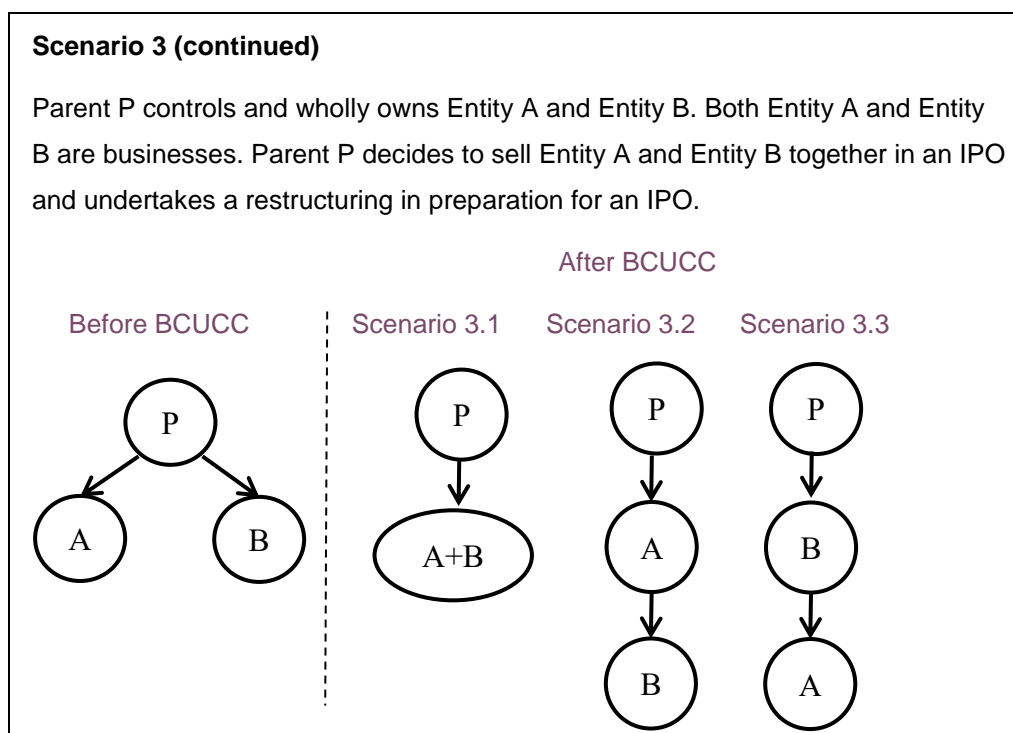 Scenario 3 (continued)
Parent P controls and wholly owns Entity A and Entity B. Both Entity A and Entity
B are businesses. Parent P decides to sell Entity A and Entity B together in an IPO
and undertakes a restructuring in preparation for an IPO.
After BCUCC
Before BCUCC Scenario 3.1 Scenario 3.2 Scenario 3.3
P P P P
A B A+B A B
B A